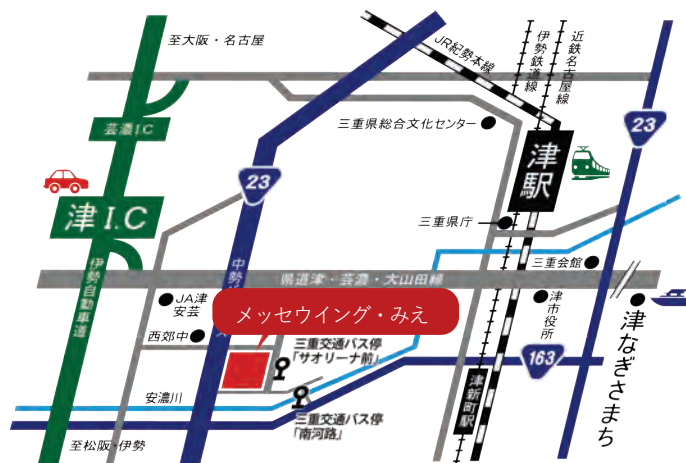 至大阪・名古屋
JR紀勢本線
伊勢鉄道線
近鉄名古屋線
芸濃I.C
三重県総合文化センター
津駅
23
23
津I.C
三重県庁
伊勢自動車道
中勢
三重会館
県道津・芸濃・大山田線
JA津
安芸
津市役所
メッセウイング・みえ
西郊中
三重交通バス停
「サオリーナ前」
163
津なぎさまち
津新町駅
安濃川
三重交通バス停
「南河路」
至松阪・伊勢